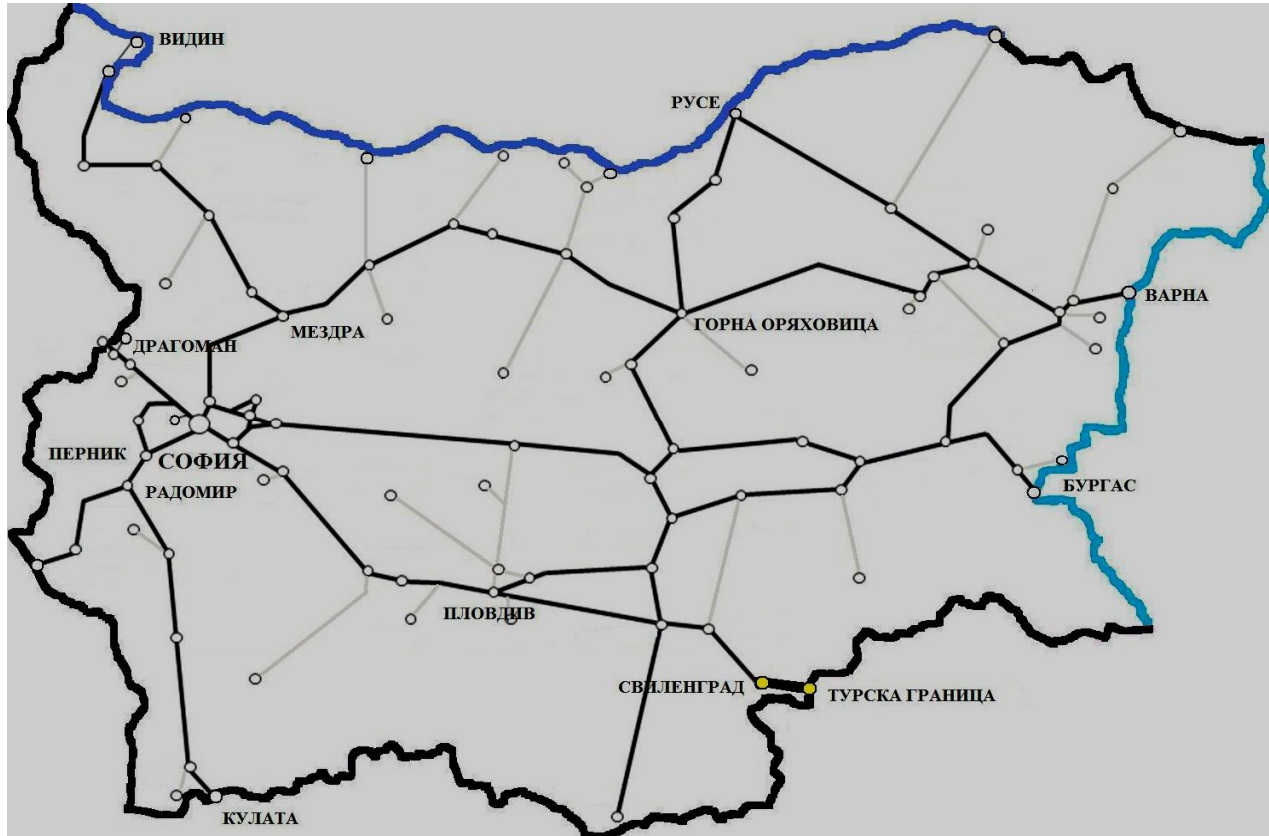 ВИДИН
РУСЕ
ВАРНА
ГОРНА ОРЯХОВИЦА
МЕЗДРА
ДРАГОМАН
ПЕРНИК
СОФИЯ
РАДОМИР
БУРГАС
ПЛОВДИВ
СВИЛЕНГРАД
ТУРСКА ГРАНИЦА
КУЛАТА